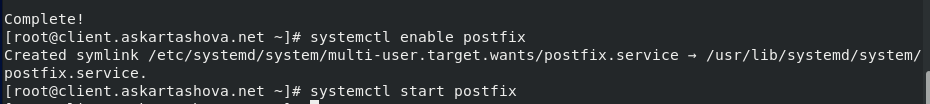 Complete!
[root@client.askartashova.net ~]# systemctl enable postfix
Created symlink /etc/systemd/system/multi-user.target.wants/postfix.service → /usr/lib/systemd/system/
postfix.service.
[root@client.askartashova.net ~]# systemctl start postfix